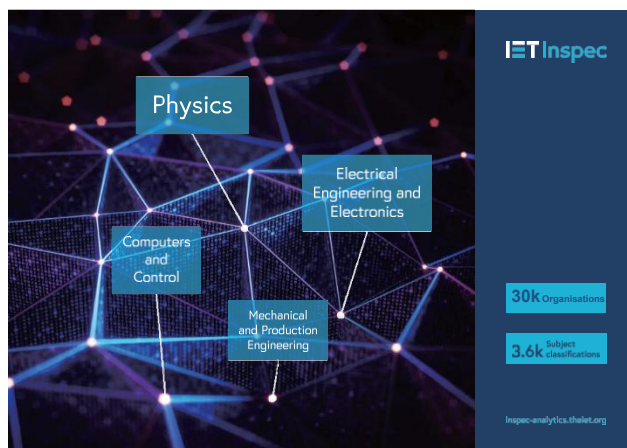 IET Inspec
Physics
Electrical
Engineering and
Electronics
Computers
and
Control
Mechanical
and Production
Engineering
30k Organisations
3.6k Subject
classifications
inspec-analytics.theiet.org